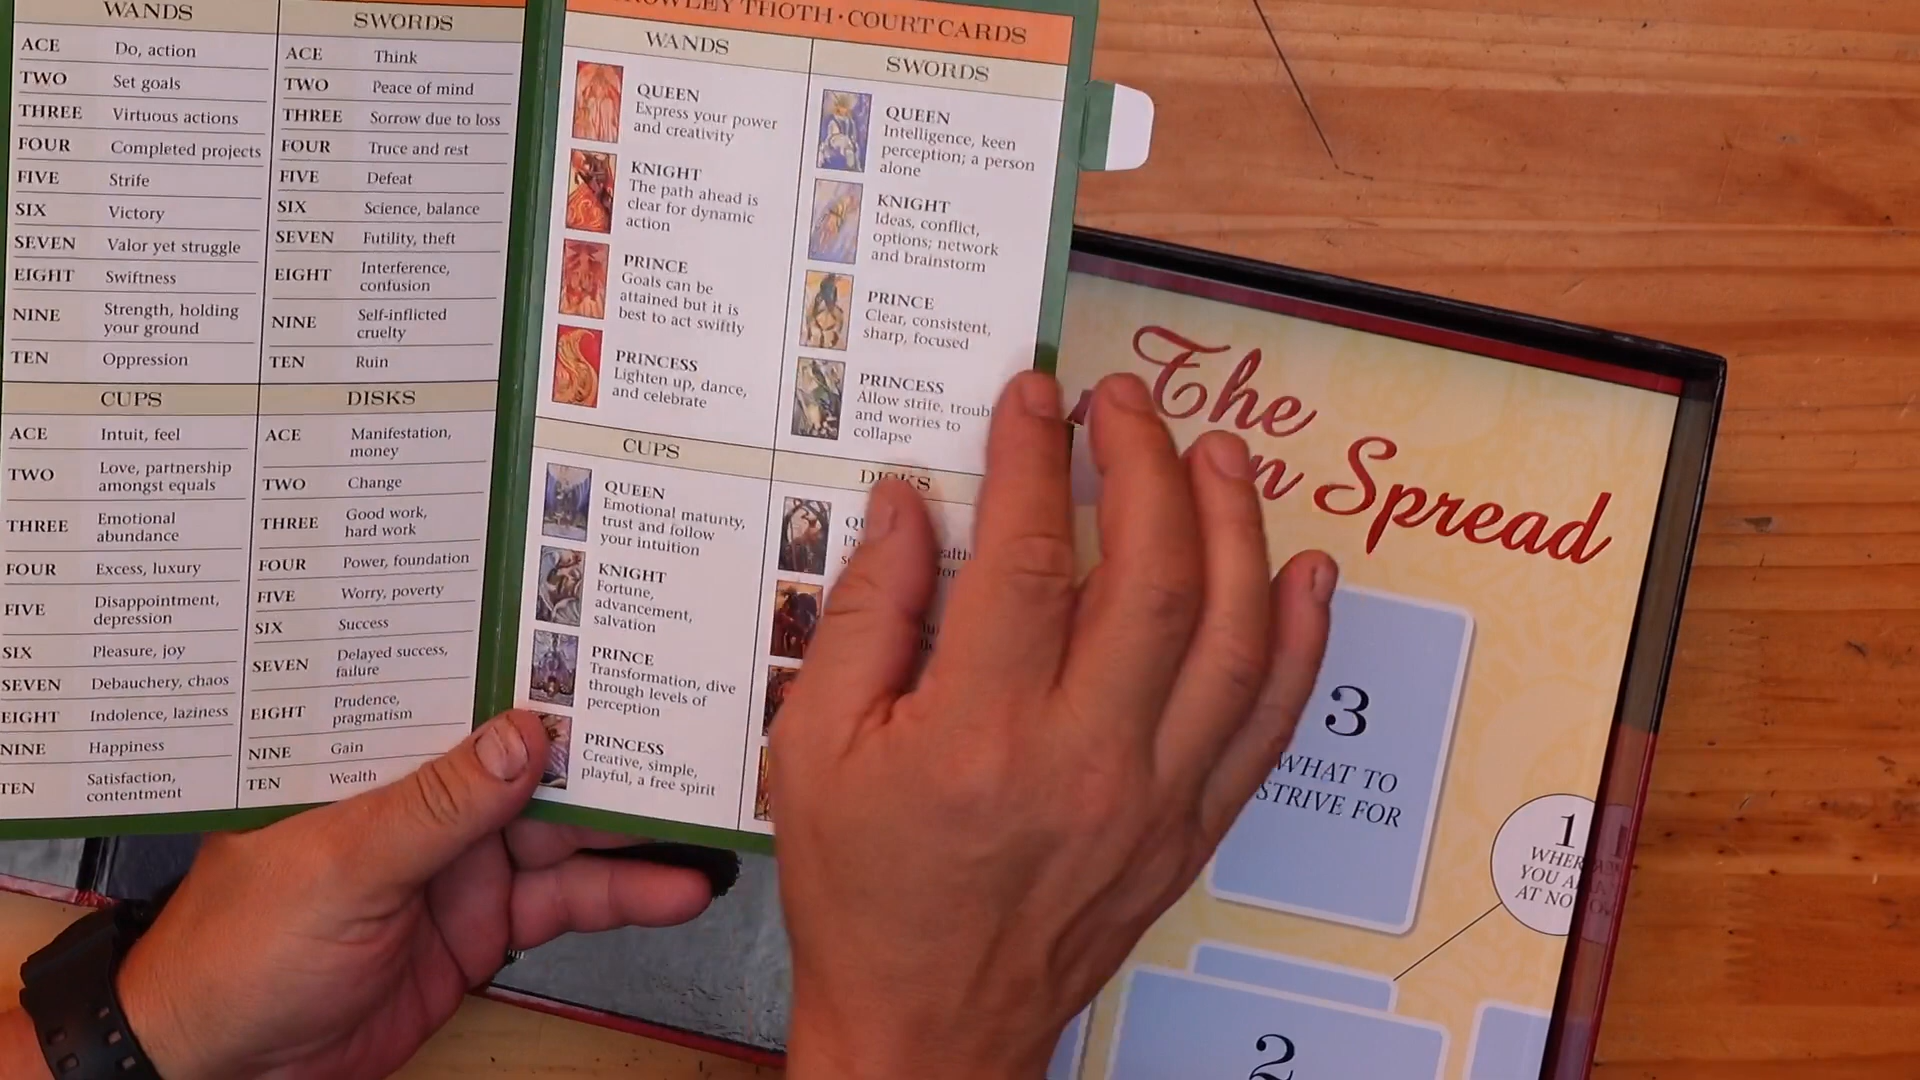 WANDS
ACE Do, action
TWO Set goals
THREE Virtuous actions
FOUR Completed projects
FIVE Strife
SIX Victory
SEVEN Valor yet struggle
EIGHT Swiftness
NINE Strength, holding
your ground
TEN Oppression
SWORDS
ACE Think
TWO Peace of mind
THREE Sorrow due to loss
FOUR Truce and rest
FIVE Defeat
SIX Science, balance
SEVEN Futility, theft
EIGHT Interference,
confusion
NINE Self-inflicted
cruelty
TEN Ruin
CUPS
ACE Intuit, feel
TWO Love, partnership
amongst equals
THREE Emotional
abundance
FOUR Excess, luxury
FIVE Disappointment,
depression
SIX Pleasure, joy
SEVEN Debauchery, chaos
EIGHT Indolence, laziness
NINE Happiness
TEN Satisfaction,
contentment
DISKS
ACE Manifestation,
money
TWO Change
THREE Good work,
hard work
FOUR Power, foundation
FIVE Worry, poverty
SIX Success
SEVEN Delayed success,
failure
EIGHT Prudence,
pragmatism
NINE Gain
TEN Wealth
THOTH • COURT CARDS
WANDS
QUEEN
Express your power
and creativity
KNIGHT
The path ahead is
clear for dynamic
action
PRINCE
Goals can be
attained but it is
best to act swiftly
PRINCESS
Lighten up, dance,
and celebrate
SWORDS
QUEEN
Intelligence, keen
perception; a person
alone
KNIGHT
Ideas, conflict,
options; network
and brainstorm
PRINCE
Clear, consistent,
sharp, focused
PRINCESS
Allow strife,
and worries to
collapse
CUPS
QUEEN
Emotional maturity,
trust and follow
your intuition
KNIGHT
Fortune,
advancement,
salvation
PRINCE
Transformation, dive
through levels of
perception
PRINCESS
Creative, simple,
playful, a free spirit
DISKS
The
Spread
3
WHAT TO
STRIVE FOR
1
YOU
AT
2